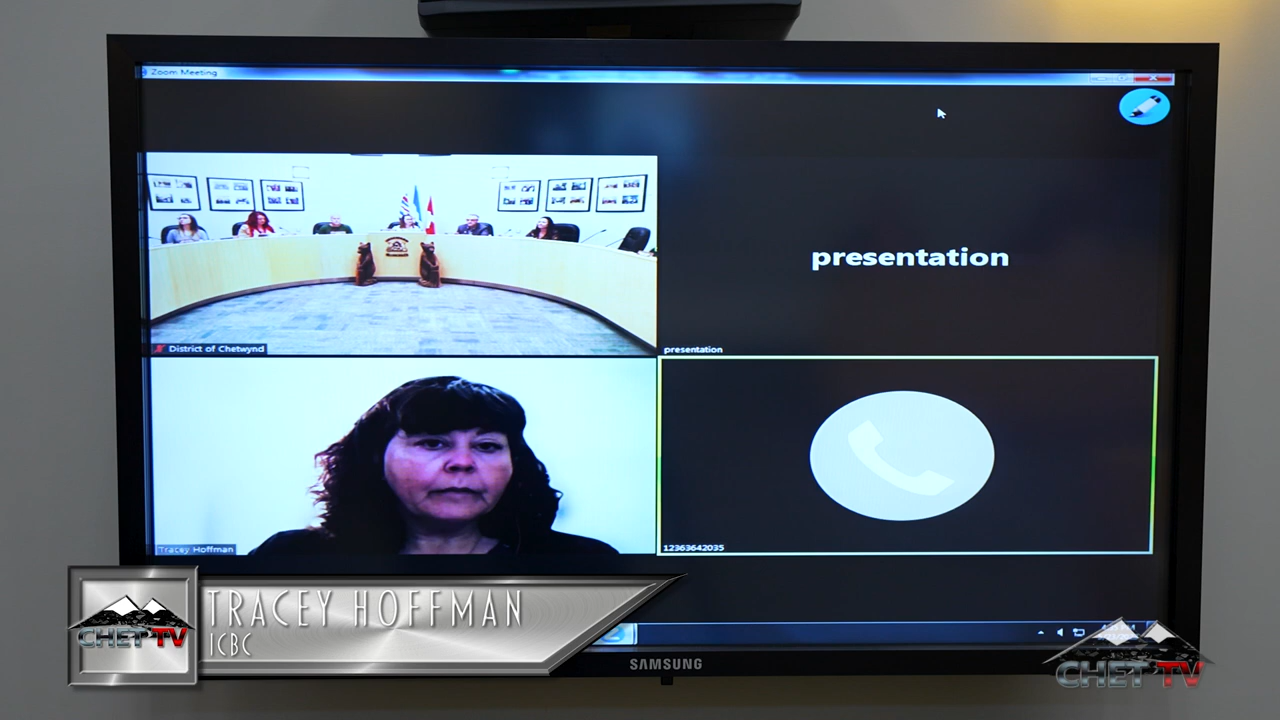 Zoom Meeting
presentation
District of Chetwynd
presentation
Tracey Hoffman
12363642035
TRACEY HOFFMAN
ICBC
CHET TV
SAMSUNG
CHET TV